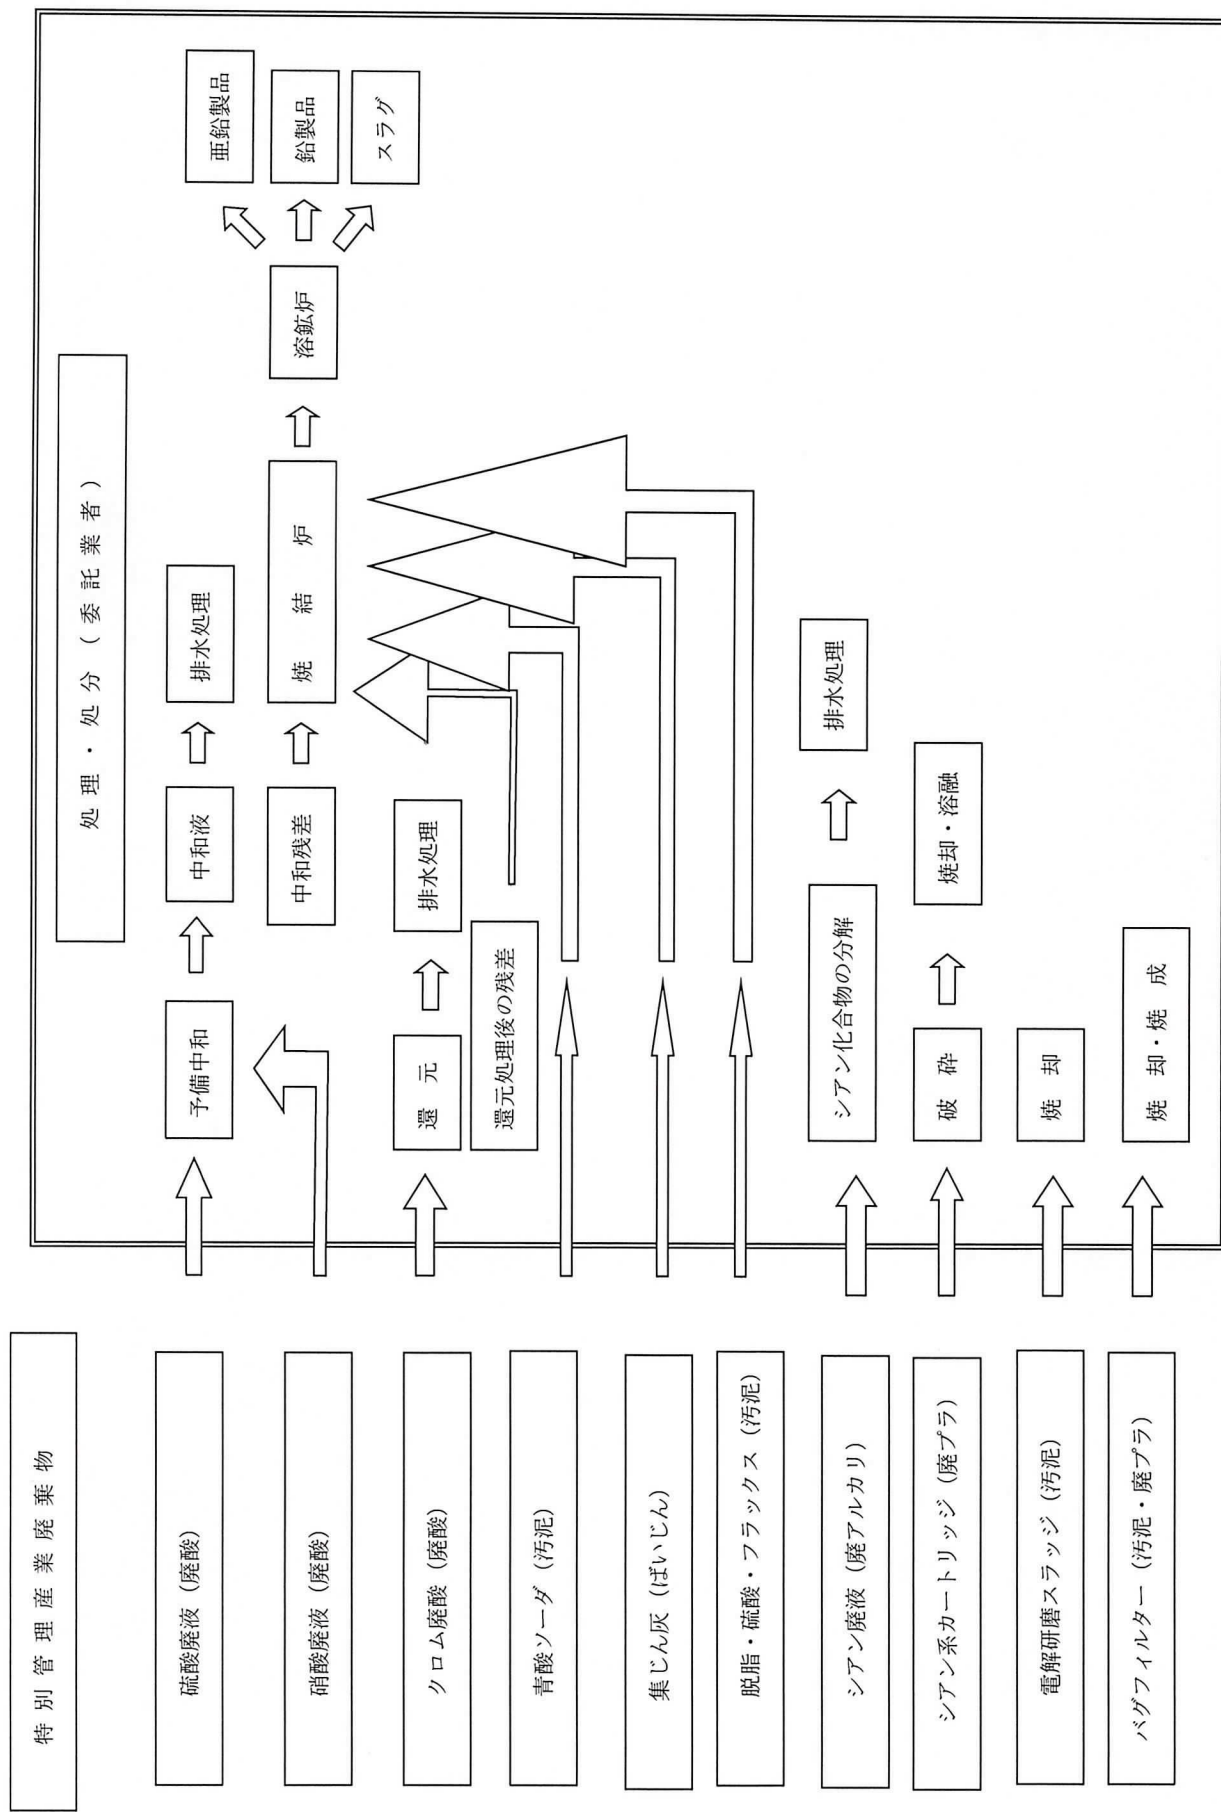 特別管理産業廃棄物
処理・処分（委託業者）
硫酸廃液（廃酸）
予備中和
中和液
排水処理
亜鉛製品
硝酸廃液（廃酸）
中和残差
焼結炉
溶鉱炉
鉛製品
スラグ
クロム廃酸（廃酸）
還元
排水処理
青酸ソーダ（汚泥）
還元処理後の残差
集じん灰（ばいじん）
脱脂・硫酸・フラックス（汚泥）
シアン廃液（廃アルカリ）
シアン化合物の分解
排水処理
シアン系カートリッジ（廃プラ）
破砕
焼却・溶融
電解研磨スラッジ（汚泥）
焼却
バグフィルター（汚泥・廃プラ）
焼却・焼成